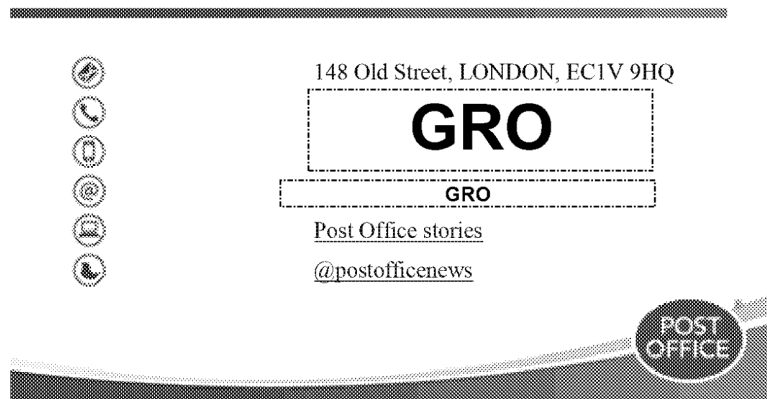 148 Old Street, LONDON, EC1V 9HQ
GRO
GRO
Post Office stories
@postofficenews
POST
OFFICE